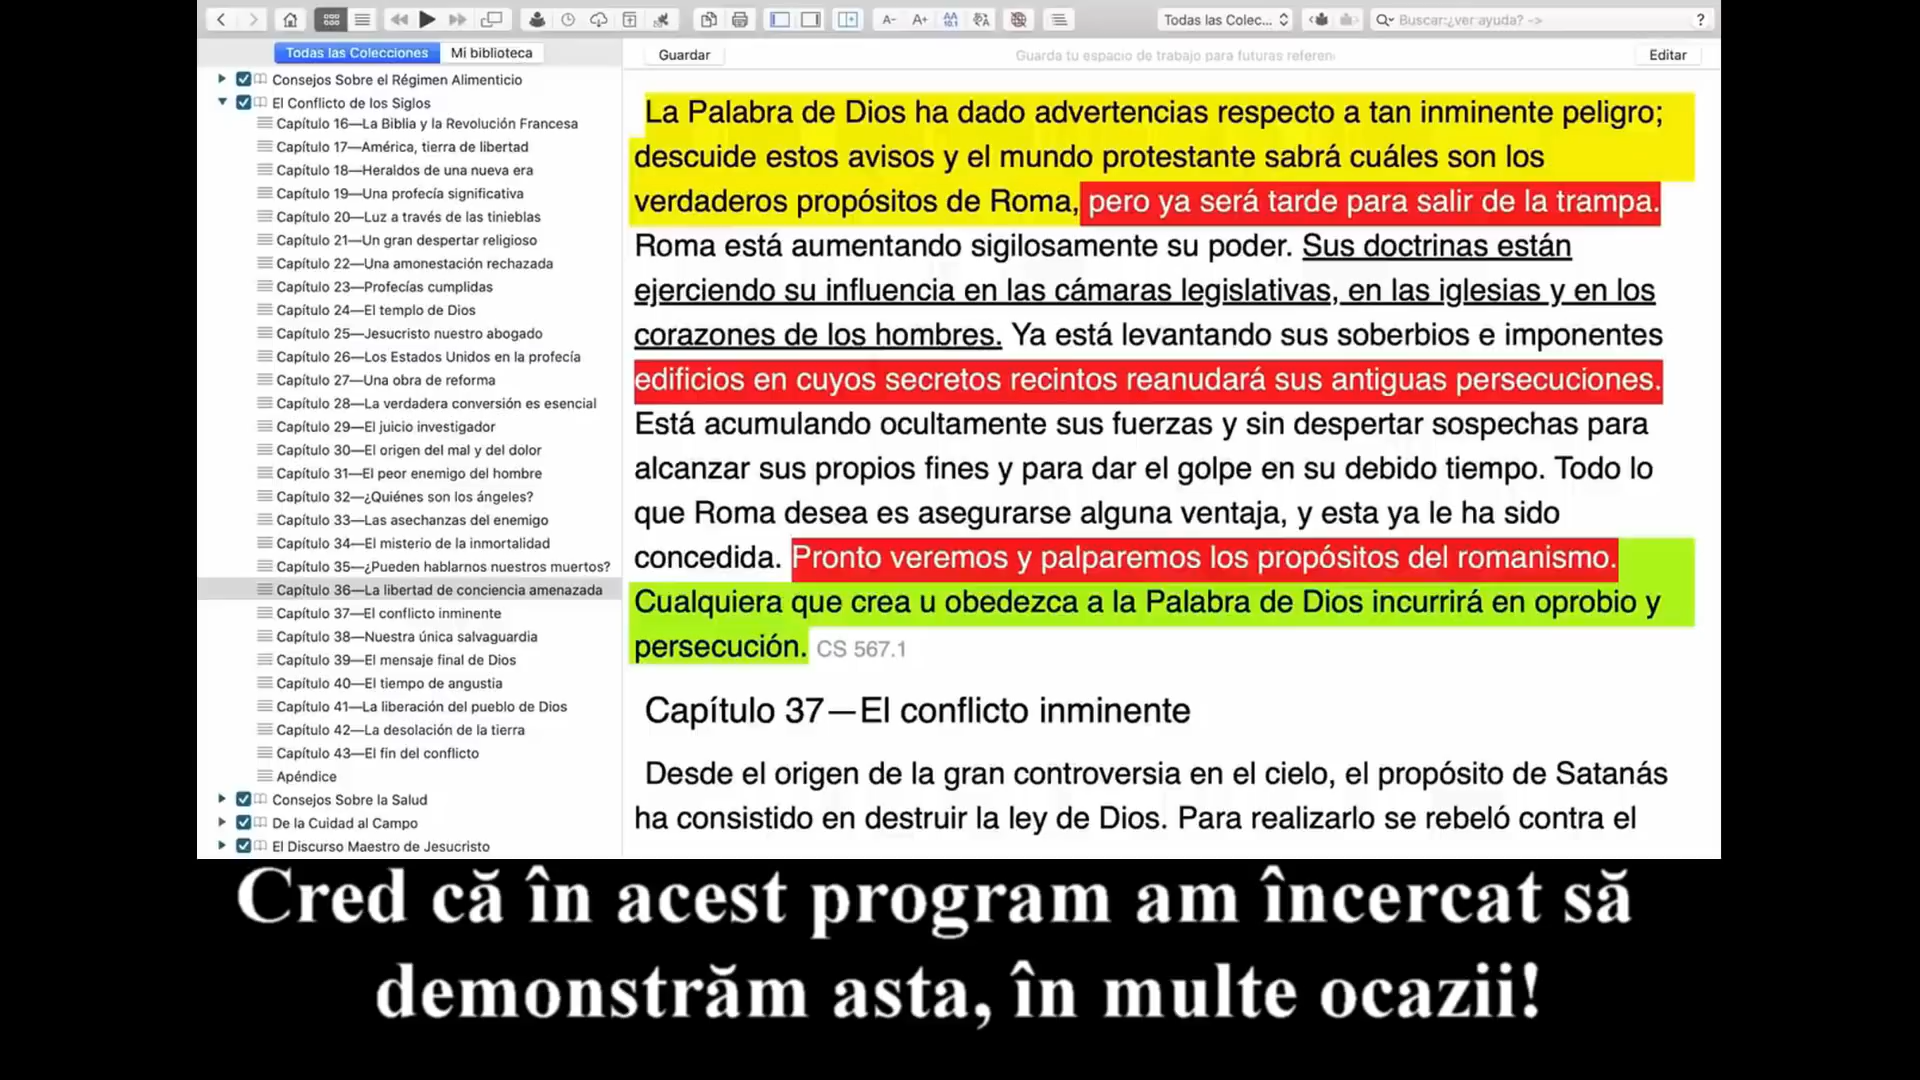 A-
A+
Todas las Colec...
Buscar:¿ver ayuda? ->
?
Todas las Colecciones
Mi biblioteca
Guardar
Guarda tu espacio de trabajo para futuras referen
Editar
Consejos Sobre el Régimen Alimenticio
El Conflicto de los Siglos
Capítulo 16—La Biblia y la Revolución Francesa
Capítulo 17—América, tierra de libertad
Capítulo 18—Heraldos de una nueva era
Capítulo 19—Una profecía significativa
Capítulo 20—Luz a través de las tinieblas
Capítulo 21—Un gran despertar religioso
Capítulo 22—Una amonestación rechazada
Capítulo 23—Profecías cumplidas
Capítulo 24—El templo de Dios
Capítulo 25—Jesucristo nuestro abogado
Capítulo 26—Los Estados Unidos en la profecía
Capítulo 27—Una obra de reforma
Capítulo 28—La verdadera conversión es esencial
Capítulo 29—El juicio investigador
Capítulo 30—El origen del mal y del dolor
Capítulo 31—El peor enemigo del hombre
Capítulo 32—¿Quiénes son los ángeles?
Capítulo 33—Las asechanzas del enemigo
Capítulo 34—El misterio de la inmortalidad
Capítulo 35—¿Pueden hablarnos nuestros muertos?
Capítulo 36—La libertad de conciencia amenazada
Capítulo 37—El conflicto inminente
Capítulo 38—Nuestra única salvaguardia
Capítulo 39—El mensaje final de Dios
Capítulo 40—El tiempo de angustia
Capítulo 41—La liberación del pueblo de Dios
Capítulo 42—La desolación de la tierra
Capítulo 43—El fin del conflicto
Apéndice
Consejos Sobre la Salud
De la Cuidad al Campo
El Discurso Maestro de Jesucristo
La Palabra de Dios ha dado advertencias respecto a tan inminente peligro;
descuide estos avisos y el mundo protestante sabrá cuáles son los
verdaderos propósitos de Roma, pero ya será tarde para salir de la trampa.
Roma está aumentando sigilosamente su poder. Sus doctrinas están
ejerciendo su influencia en las cámaras legislativas, en las iglesias y en los
corazones de los hombres. Ya está levantando sus soberbios e imponentes
edificios en cuyos secretos recintos reanudará sus antiguas persecuciones.
Está acumulando ocultamente sus fuerzas y sin despertar sospechas para
alcanzar sus propios fines y para dar el golpe en su debido tiempo. Todo lo
que Roma desea es asegurarse alguna ventaja, y esta ya le ha sido
concedida. Pronto veremos y palparemos los propósitos del romanismo.
Cualquiera que crea u obedezca a la Palabra de Dios incurrirá en oprobio y
persecución. CS 567.1
Capítulo 37—El conflicto inminente
Desde el origen de la gran controversia en el cielo, el propósito de Satanás
ha consistido en destruir la ley de Dios. Para realizarlo se rebeló contra el
Cred că în acest program am încercat să
demonstrăm asta, în multe ocazii!